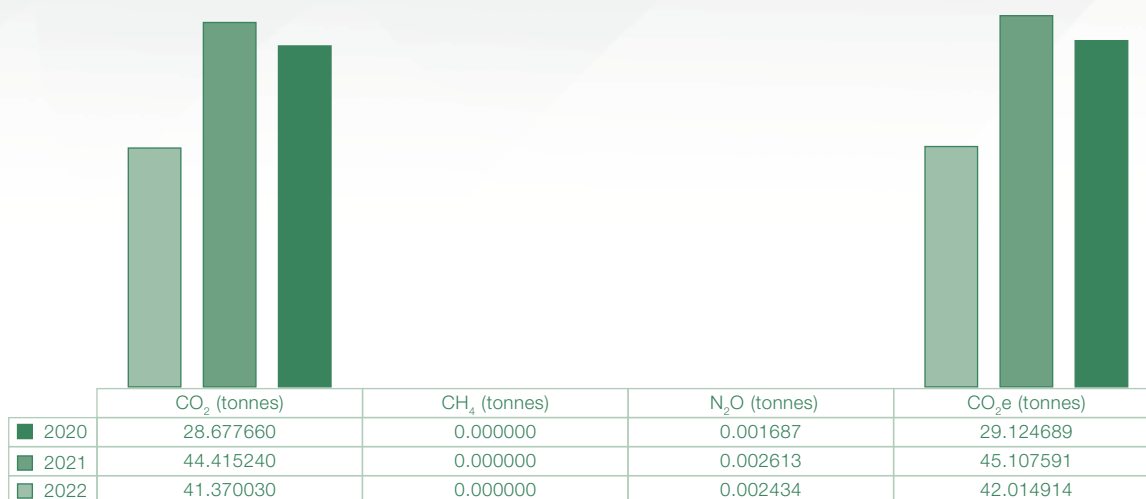 CO₂ (tonnes) CH₄ (tonnes) N₂O (tonnes) CO₂e (tonnes)
2020 28.677660 0.000000 0.001687 29.124689
2021 44.415240 0.000000 0.002613 45.107591
2022 41.370030 0.000000 0.002434 42.014914